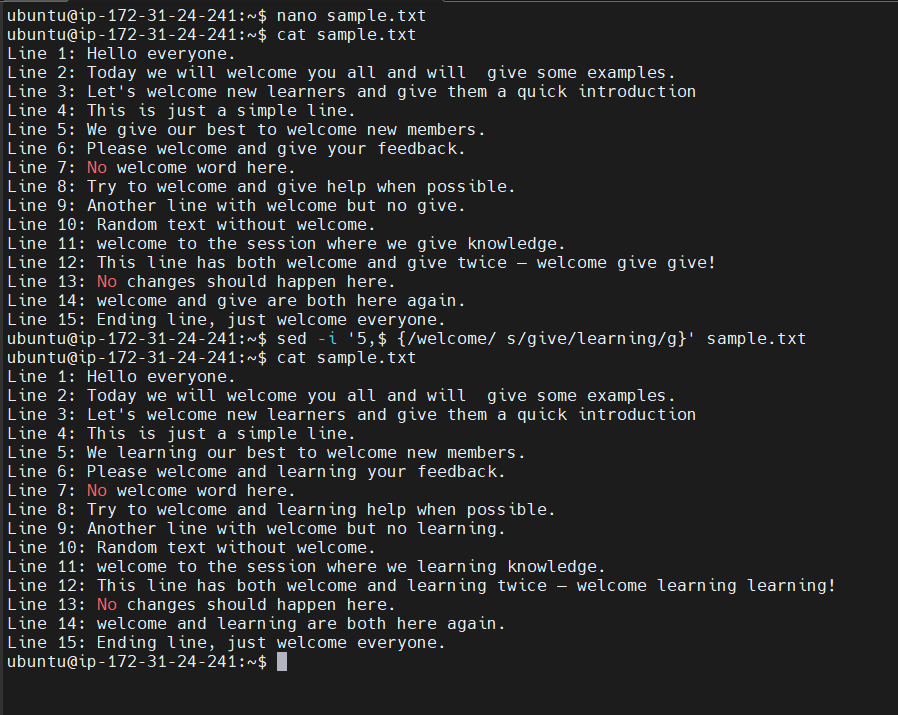 ubuntu@ip-172-31-24-241:~$ nano sample.txt
ubuntu@ip-172-31-24-241:~$ cat sample.txt
Line 1: Hello everyone.
Line 2: Today we will welcome you all and will  give some examples.
Line 3: Let's welcome new learners and give them a quick introduction
Line 4: This is just a simple line.
Line 5: We give our best to welcome new members.
Line 6: Please welcome and give your feedback.
Line 7: No welcome word here.
Line 8: Try to welcome and give help when possible.
Line 9: Another line with welcome but no give.
Line 10: Random text without welcome.
Line 11: welcome to the session where we give knowledge.
Line 12: This line has both welcome and give twice – welcome give give!
Line 13: No changes should happen here.
Line 14: welcome and give are both here again.
Line 15: Ending line, just welcome everyone.
ubuntu@ip-172-31-24-241:~$ sed -i '5,$ {/welcome/ s/give/learning/g}' sample.txt
ubuntu@ip-172-31-24-241:~$ cat sample.txt
Line 1: Hello everyone.
Line 2: Today we will welcome you all and will  give some examples.
Line 3: Let's welcome new learners and give them a quick introduction
Line 4: This is just a simple line.
Line 5: We learning our best to welcome new members.
Line 6: Please welcome and learning your feedback.
Line 7: No welcome word here.
Line 8: Try to welcome and learning help when possible.
Line 9: Another line with welcome but no learning.
Line 10: Random text without welcome.
Line 11: welcome to the session where we learning knowledge.
Line 12: This line has both welcome and learning twice – welcome learning learning!
Line 13: No changes should happen here.
Line 14: welcome and learning are both here again.
Line 15: Ending line, just welcome everyone.
ubuntu@ip-172-31-24-241:~$